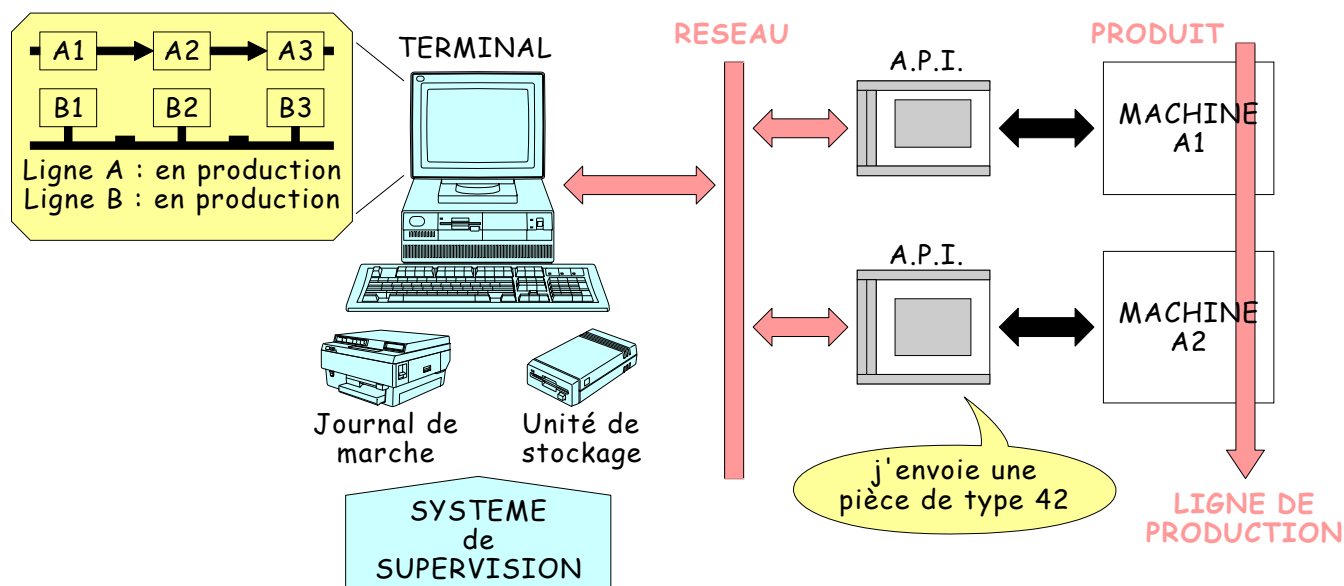 A1
A2
A3
B1
B2
B3
Ligne A : en production
Ligne B : en production
TERMINAL
RESEAU
A.P.I.
PRODUIT
MACHINE
A1
A.P.I.
MACHINE
A2
Journal de
marche
Unité de
stockage
j'envoie une
pièce de type 42
LIGNE DE
PRODUCTION
SYSTEME
de
SUPERVISION